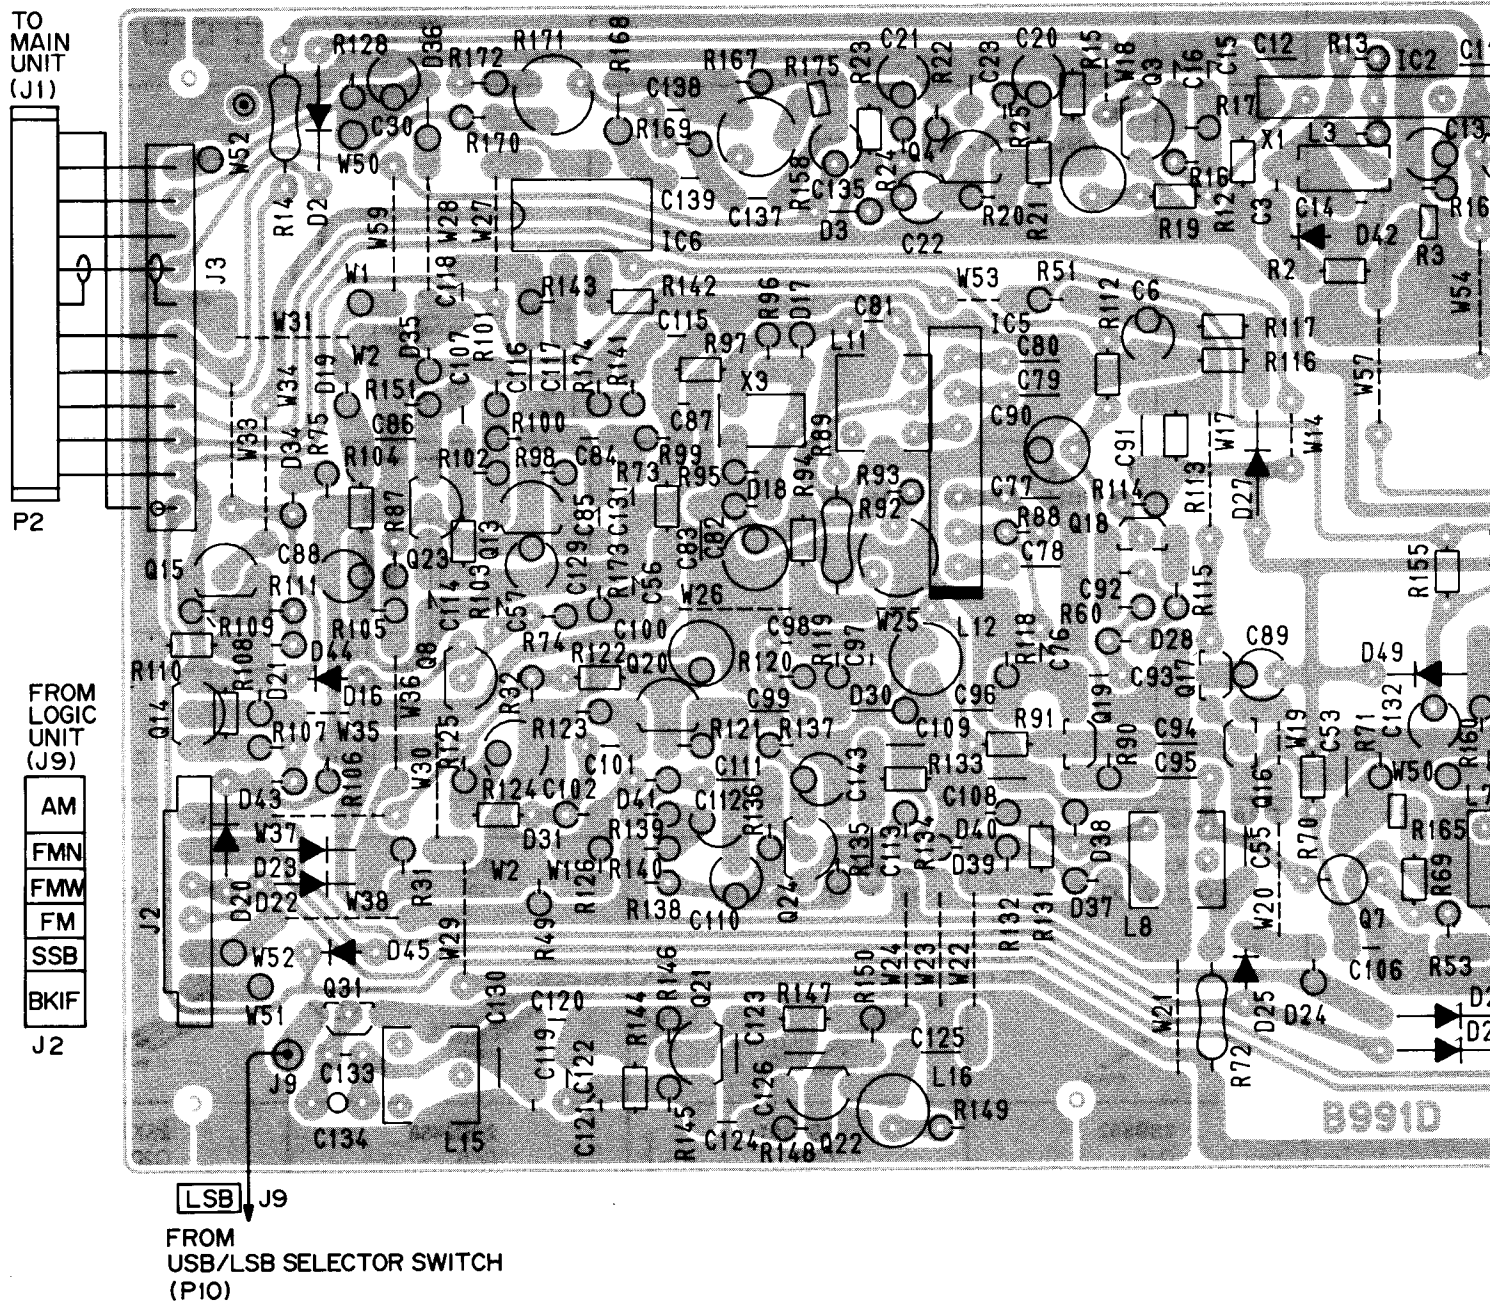 TO
MAIN
UNIT
(J1)
R128
D36
R172
R171
R168
C138
R167
R175
R23
C21
R22
C23
C20
R15
W18
Q3
C16
C15
C12
R13
IC2
W52
C30
W50
R170
R169
R158
C135
R24
Q4
R25
R17
X1
L3
C13
R14
D2
W59
W28
W27
IC6
C139
C137
D3
C22
R20
R21
R19
R16
R12
C3
C14
D42
R3
J3
W1
C18
R143
R142
R96
D17
C81
W53
R51
R112
C6
R2
W54
W31
W2
D35
C107
R101
C116
C117
R174
R141
C115
R97
L11
IC5
C80
R117
R116
W57
W34
D19
R151
X3
C79
W33
D34
R75
C86
R100
C87
R89
C90
C91
W17
W14
R104
R102
R98
C84
R73
R99
R95
R94
R93
C77
R114
R113
D27
P2
R87
Q13
C85
C131
D18
R92
R88
Q18
Q15
C88
Q23
C83
C82
C78
R155
R111
C114
R103
C57
C129
R173
C56
W26
C92
R60
R115
R109
R105
R74
C100
C98
R119
C97
W25
L12
R118
C76
D28
C89
R110
R108
D21
D44
D16
W36
Q8
R32
R122
Q20
R120
C93
Q17
D49
FROM
LOGIC
UNIT
(J9)
Q14
R107
W35
R125
R123
C99
D30
C96
Q19
C132
R121
R137
C109
R91
R90
C94
C95
W19
C53
R71
R160
W30
R124
C102
C101
C111
C143
R133
Q16
W50
AM
D43
R106
D41
C112
R136
C108
W37
D31
R139
R135
C113
R134
D40
D38
C55
R70
R165
FMN
D23
W2
W1
R126
R140
D39
FMW
D20
D22
W38
R31
R138
C110
Q24
D37
R69
FM
J2
W29
R49
R132
R131
L8
W20
Q7
SSB
W52
D45
R146
Q21
R150
W24
W23
W22
C106
R53
BKIF
W51
Q31
C130
C120
R144
C123
R147
W21
D25
D24
J2
J9
C133
C119
C122
C125
L16
R72
C126
C134
L15
C121
R145
C124
R148
Q22
R149
B991D
LSB
J9
FROM
USB/LSB SELECTOR SWITCH
(P10)